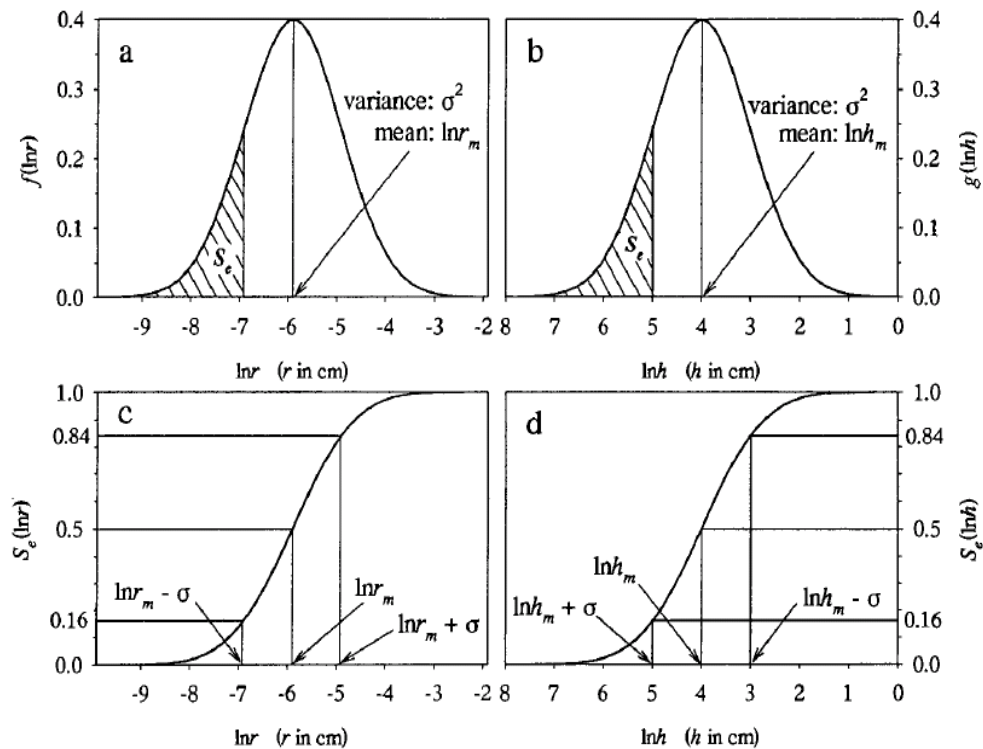 a
0.4
0.3
0.2
0.1
0.0
f(lnr)
variance: σ²
mean: lnr_m
S_e
-9 -8 -7 -6 -5 -4 -3 -2
lnr (r in cm)
b
0.4
0.3
0.2
0.1
0.0
g(lnh)
variance: σ²
mean: lnh_m
S_e
8 7 6 5 4 3 2 1 0
lnh (h in cm)
c
1.0
0.84
0.5
0.16
0.0
S_e(lnr)
lnr_m - σ
lnr_m
lnr_m + σ
-9 -8 -7 -6 -5 -4 -3 -2
lnr (r in cm)
d
1.0
0.84
0.5
0.16
0.0
S_e(lnh)
lnh_m
lnh_m + σ
lnh_m - σ
8 7 6 5 4 3 2 1 0
lnh (h in cm)